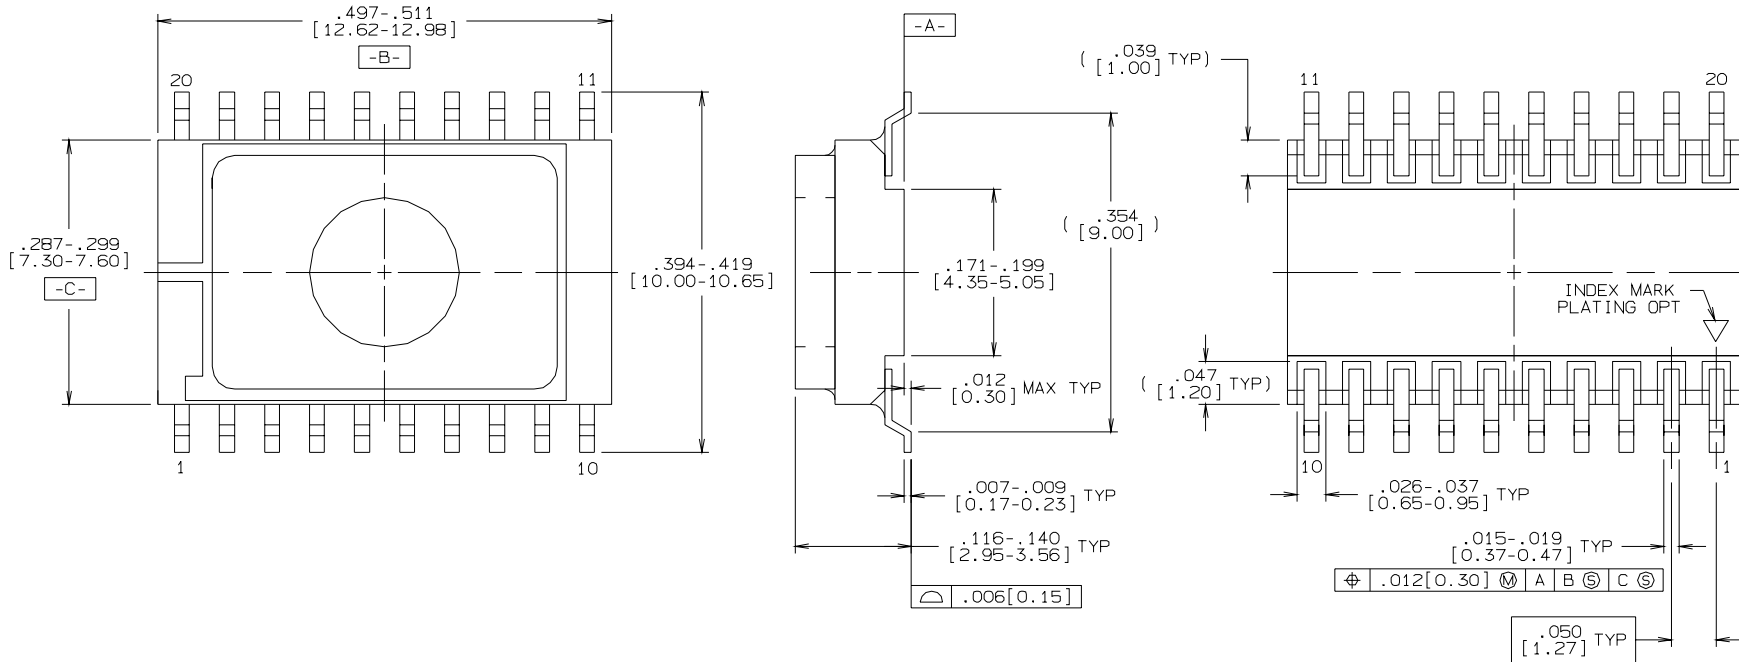 .497-.511
[12.62-12.98]
-B-
20
11
.287-.299
[7.30-7.60]
-C-
.394-.419
[10.00-10.65]
1
10
-A-
( .354 )
[9.00]
.171-.199
[4.35-5.05]
.012 MAX TYP
[0.30]
.007-.009 TYP
[0.17-0.23]
.116-.140 TYP
[2.95-3.56]
⌓ .006[0.15]
( .039 TYP)
[1.00]
11
20
INDEX MARK
PLATING OPT
( .047 TYP)
[1.20]
10
1
.026-.037 TYP
[0.65-0.95]
.015-.019 TYP
[0.37-0.47]
⌖ .012[0.30] Ⓜ A B Ⓢ C Ⓢ
.050 TYP
[1.27]